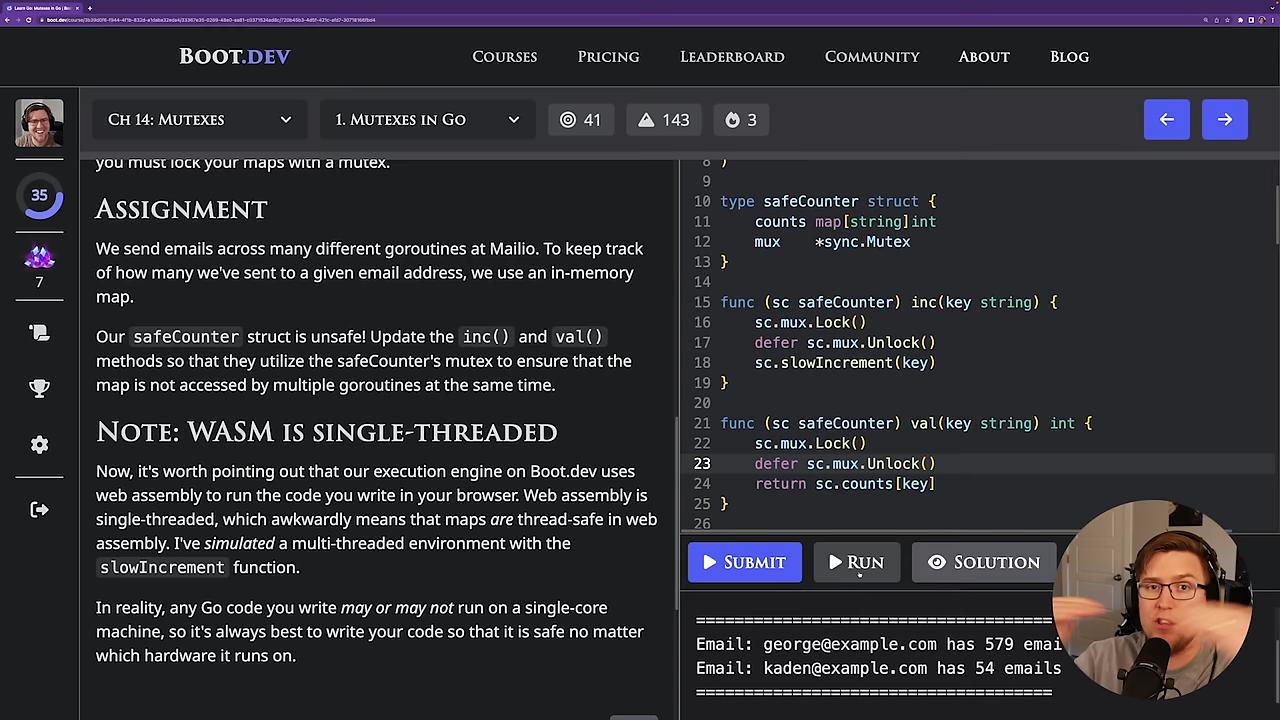 Learn Go: Mutexes in Go | Boo
BOOT.DEV
COURSES
PRICING
LEADERBOARD
COMMUNITY
ABOUT
BLOG
CH 14: MUTEXES
1. MUTEXES IN GO
41
143
3
35
7
you must lock your maps with a mutex.
ASSIGNMENT
We send emails across many different goroutines at Mailio. To keep track
of how many we've sent to a given email address, we use an in-memory
map.
Our safeCounter struct is unsafe! Update the inc() and val()
methods so that they utilize the safeCounter's mutex to ensure that the
map is not accessed by multiple goroutines at the same time.
NOTE: WASM IS SINGLE-THREADED
Now, it's worth pointing out that our execution engine on Boot.dev uses
web assembly to run the code you write in your browser. Web assembly is
single-threaded, which awkwardly means that maps are thread-safe in web
assembly. I've simulated a multi-threaded environment with the
slowIncrement function.
In reality, any Go code you write may or may not run on a single-core
machine, so it's always best to write your code so that it is safe no matter
which hardware it runs on.
8 )
9
10 type safeCounter struct {
11 counts map[string]int
12 mux *sync.Mutex
13 }
14
15 func (sc safeCounter) inc(key string) {
16 sc.mux.Lock()
17 defer sc.mux.Unlock()
18 sc.slowIncrement(key)
19 }
20
21 func (sc safeCounter) val(key string) int {
22 sc.mux.Lock()
23 defer sc.mux.Unlock()
24 return sc.counts[key]
25 }
26
SUBMIT
RUN
SOLUTION
=====================================
Email: george@example.com has 579 emai
Email: kaden@example.com has 54 emails
=====================================